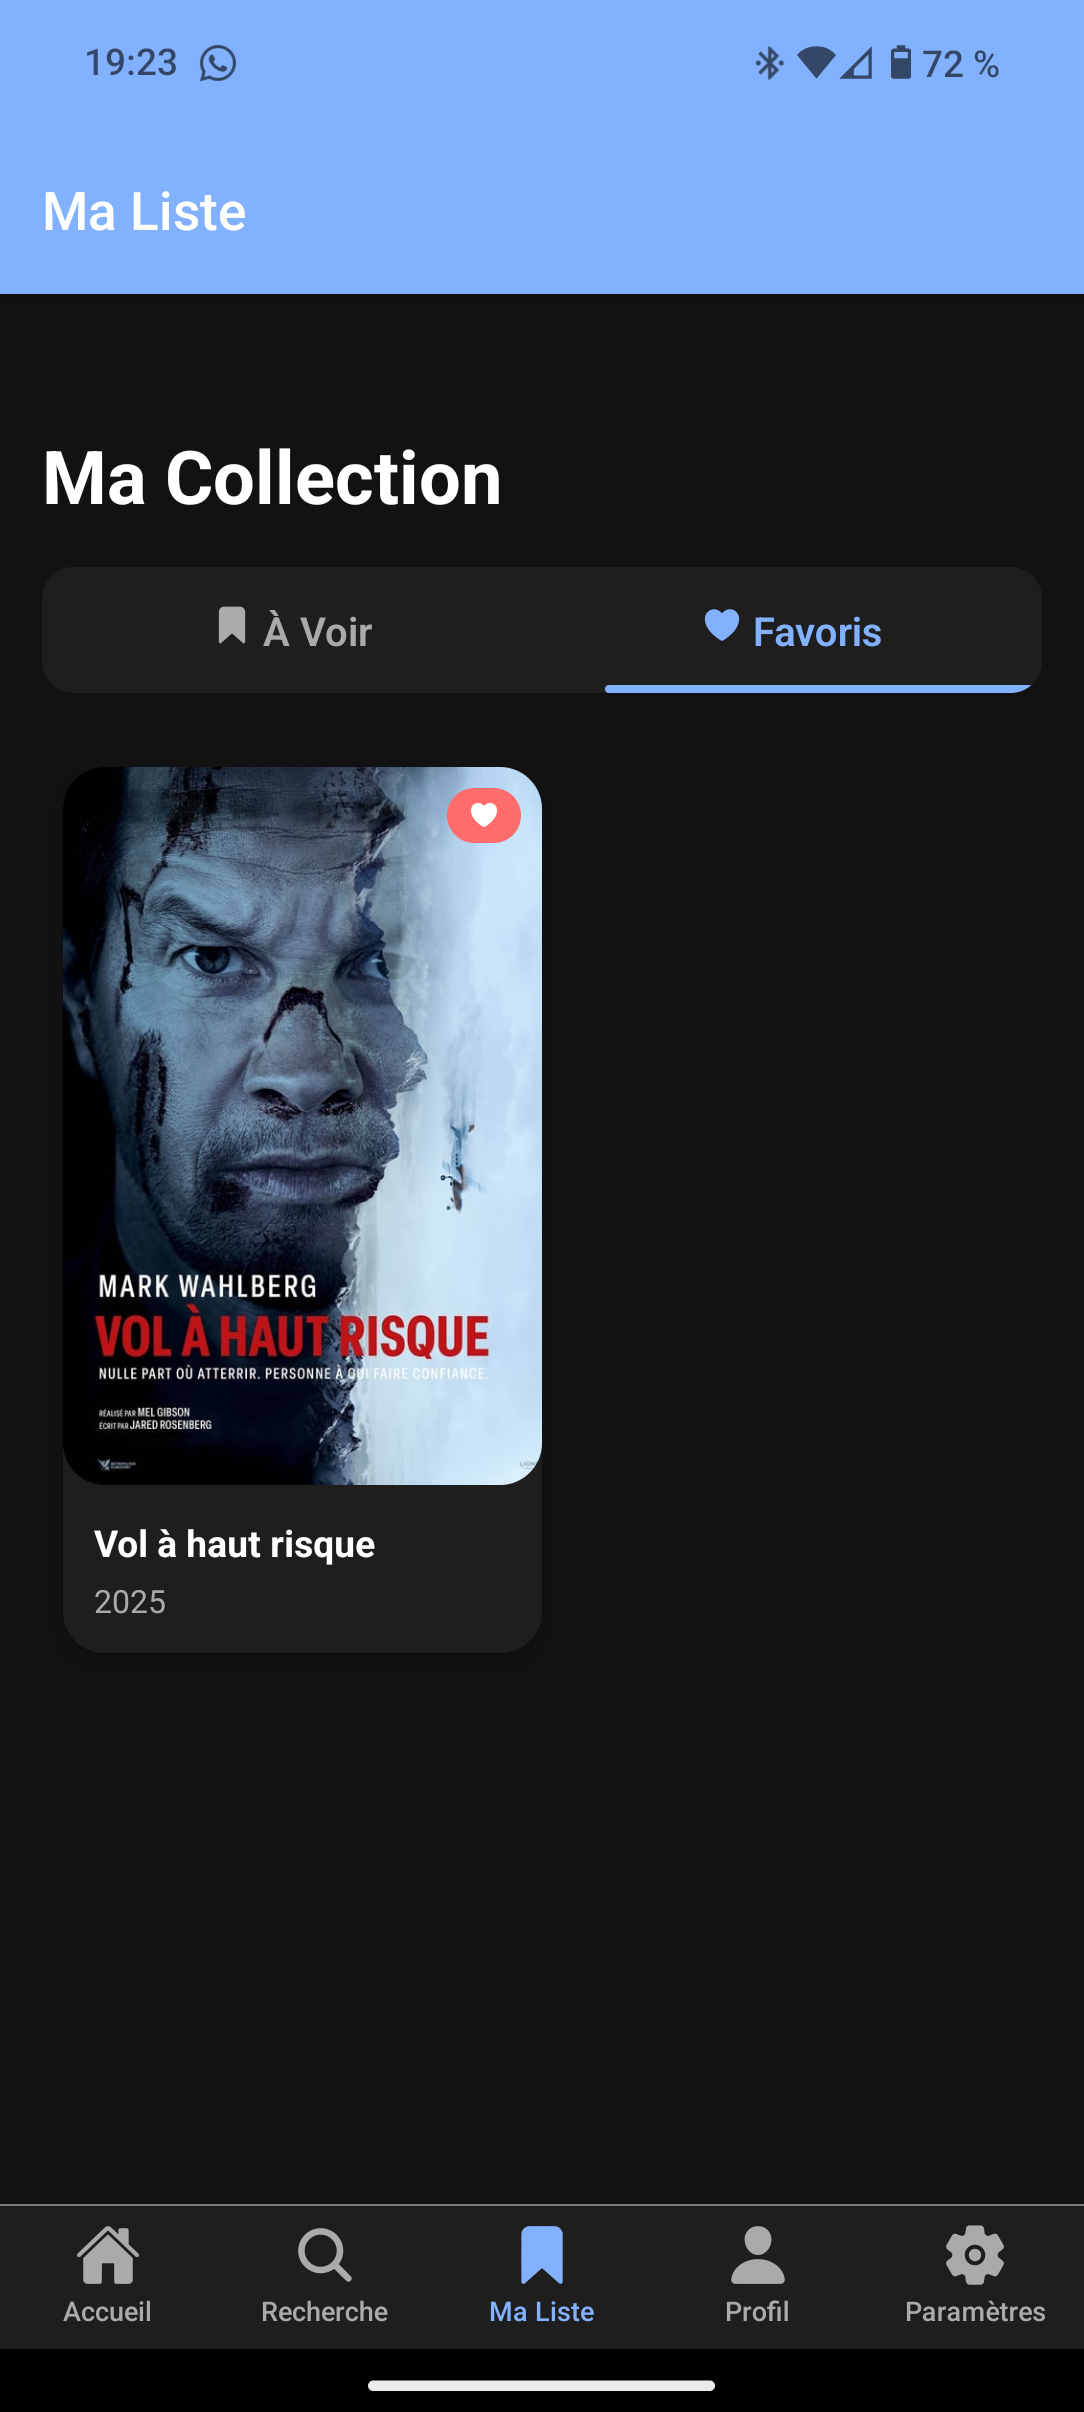 19:23
72 %
Ma Liste
Ma Collection
À Voir
Favoris
MARK WAHLBERG
VOL À HAUT RISQUE
NULLE PART OÙ ATTERRIR. PERSONNE À QUI FAIRE CONFIANCE.
RÉALISÉ PAR MEL GIBSON
ÉCRIT PAR JARED ROSENBERG
Vol à haut risque
2025
Accueil
Recherche
Ma Liste
Profil
Paramètres